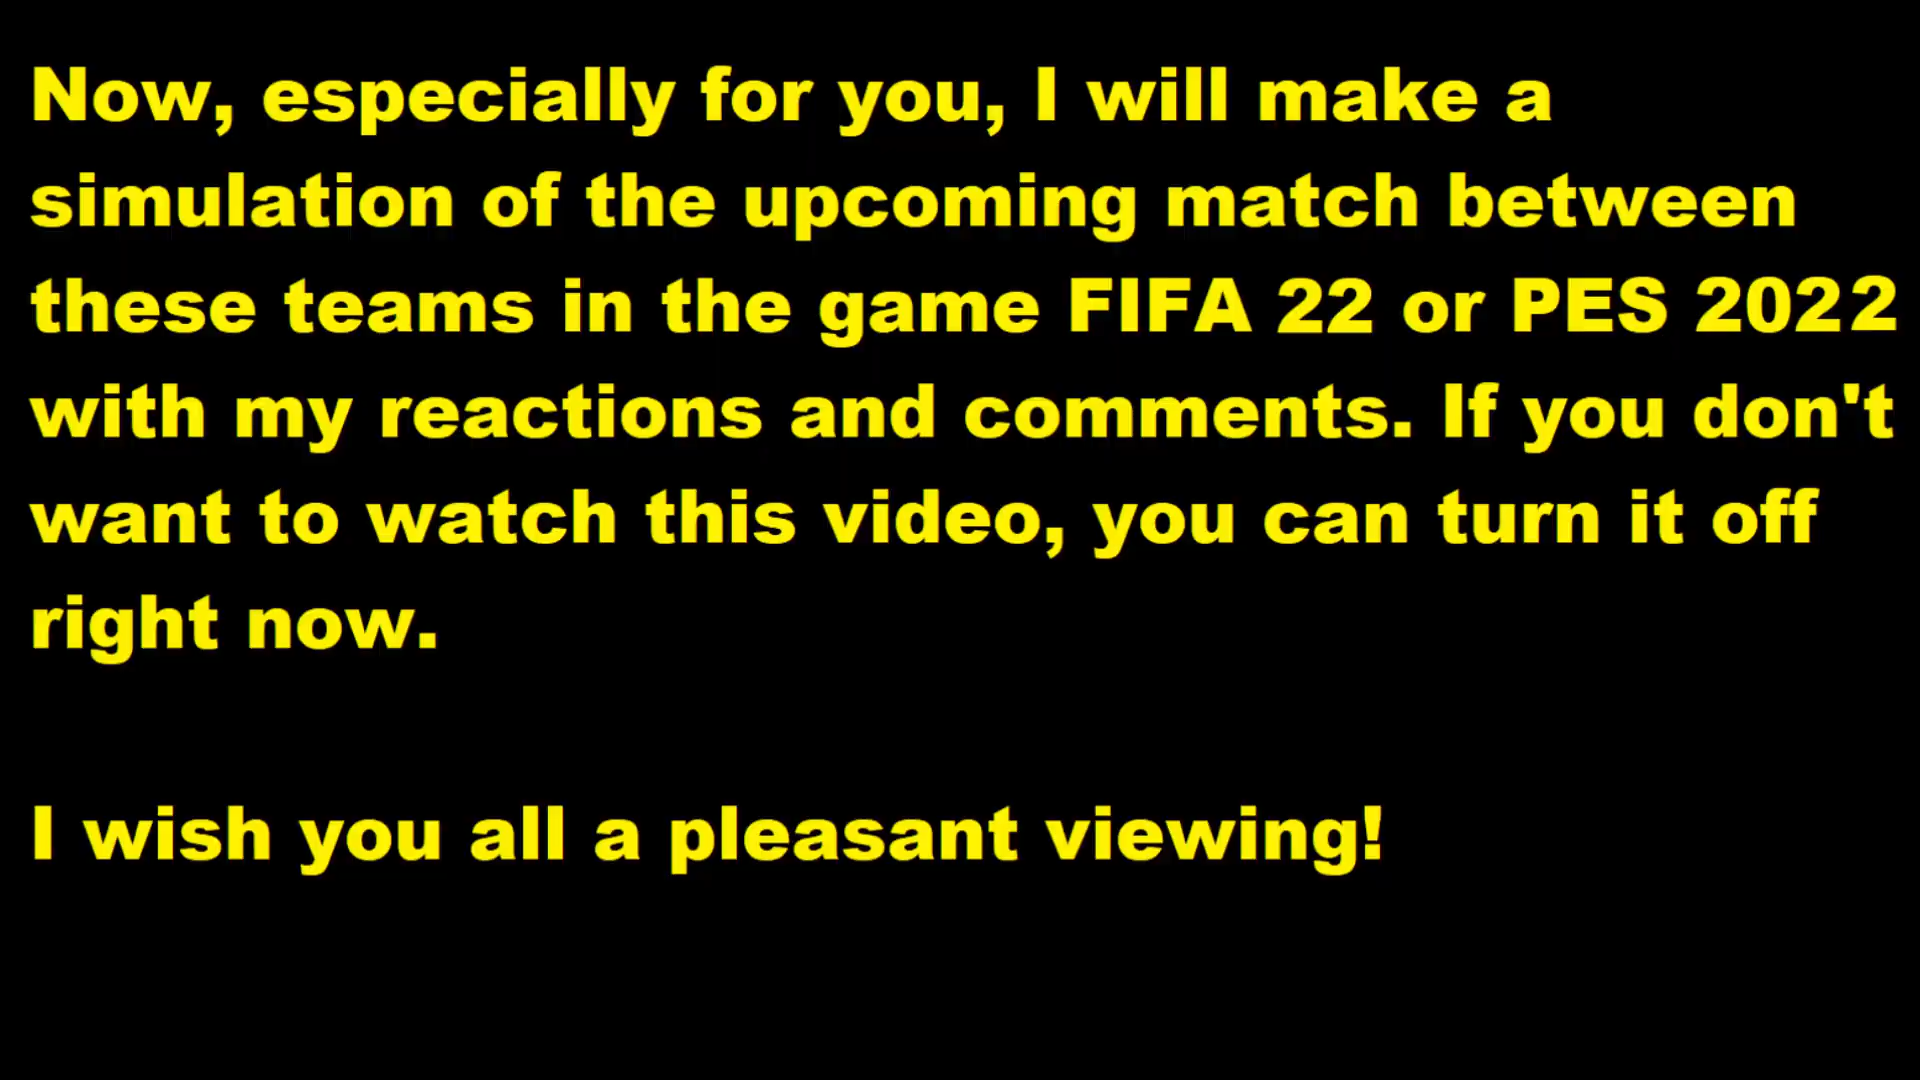 Now, especially for you, I will make a
simulation of the upcoming match between
these teams in the game FIFA 22 or PES 2022
with my reactions and comments. If you don't
want to watch this video, you can turn it off
right now.
I wish you all a pleasant viewing!